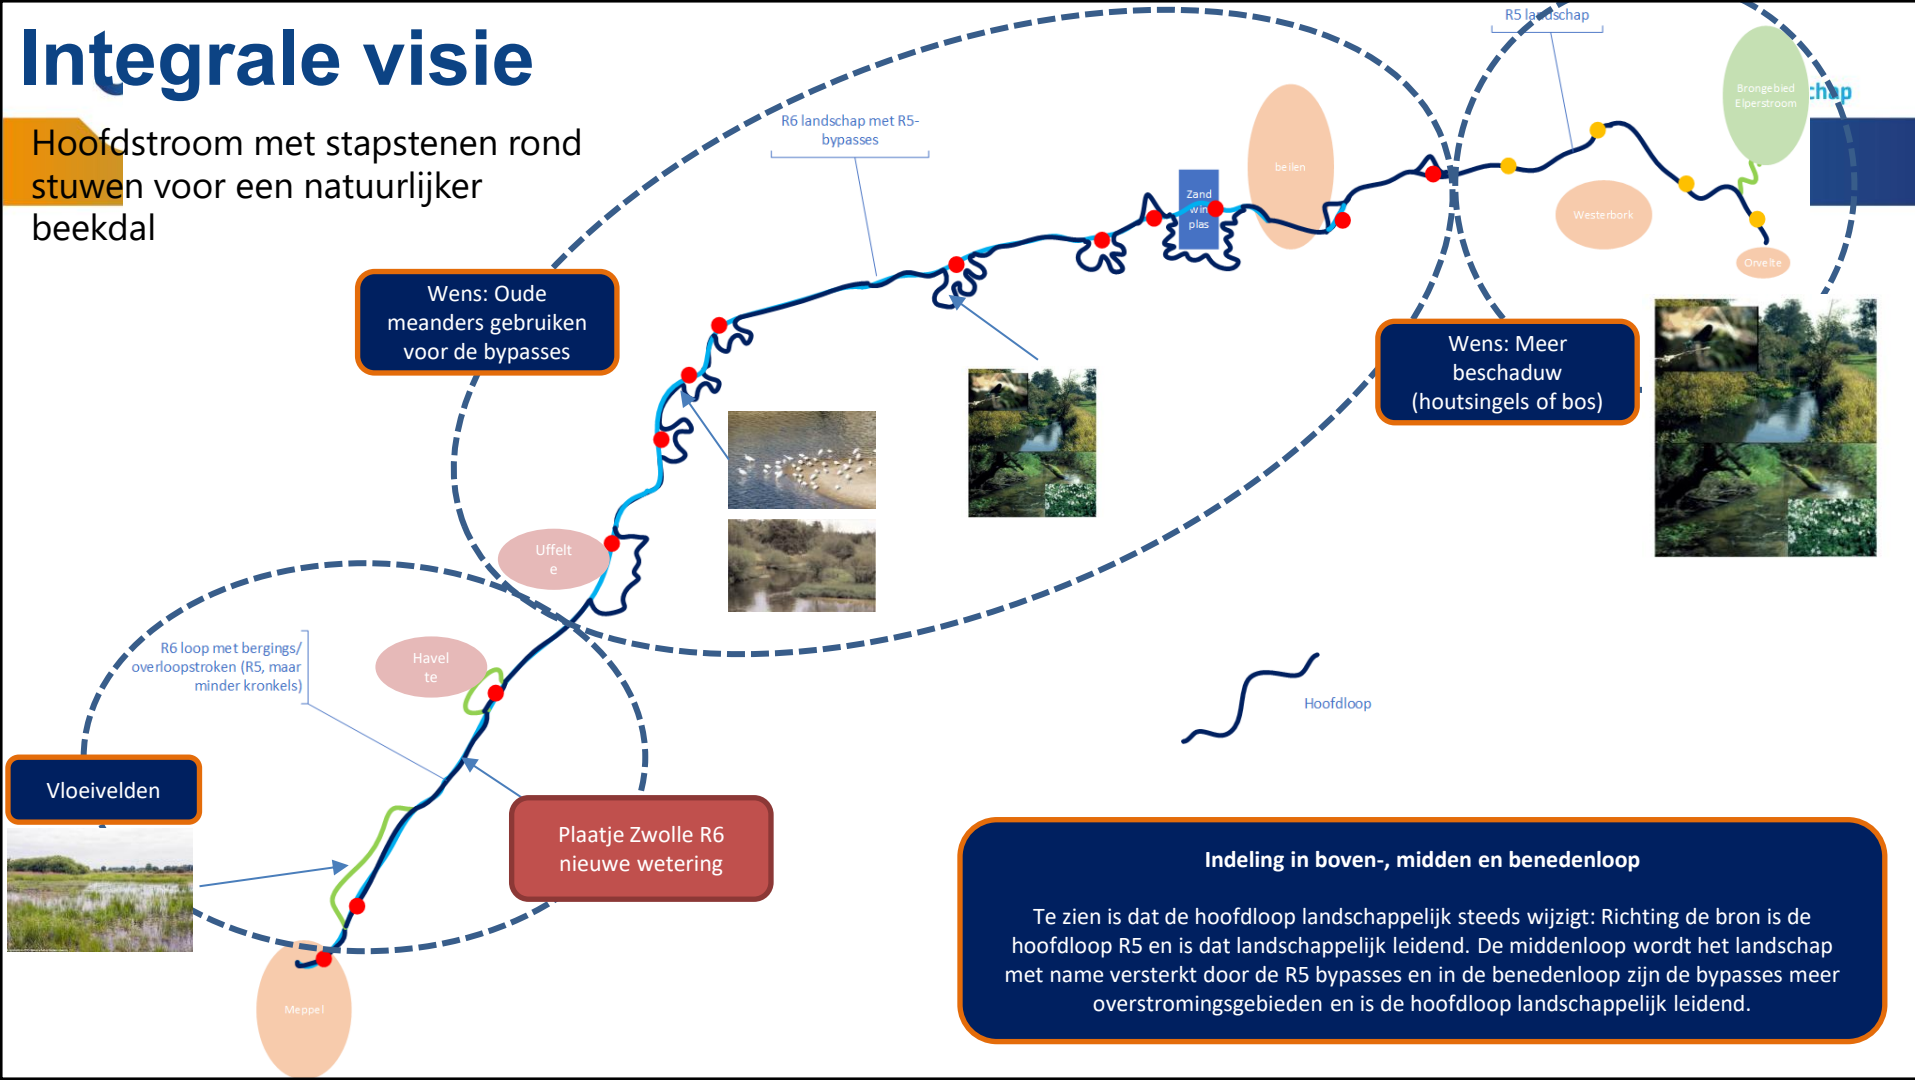 Integrale visie
Hoofdstroom met stapstenen rond
stuwen voor een natuurlijker
beekdal
R5 landschap
Brongebied
Elperstroom
chap
R6 landschap met R5-
bypasses
beilen
Zand
win
plas
Westerbork
Orvelte
Wens: Oude
meanders gebruiken
voor de bypasses
Wens: Meer
beschaduw
(houtsingels of bos)
Uffelt
e
R6 loop met bergings/
overloopstroken (R5, maar
minder kronkels)
Havel
te
Hoofdloop
Vloeivelden
Plaatje Zwolle R6
nieuwe wetering
Indeling in boven-, midden en benedenloop
Te zien is dat de hoofdloop landschappelijk steeds wijzigt: Richting de bron is de
hoofdloop R5 en is dat landschappelijk leidend. De middenloop wordt het landschap
met name versterkt door de R5 bypasses en in de benedenloop zijn de bypasses meer
overstromingsgebieden en is de hoofdloop landschappelijk leidend.
Meppel